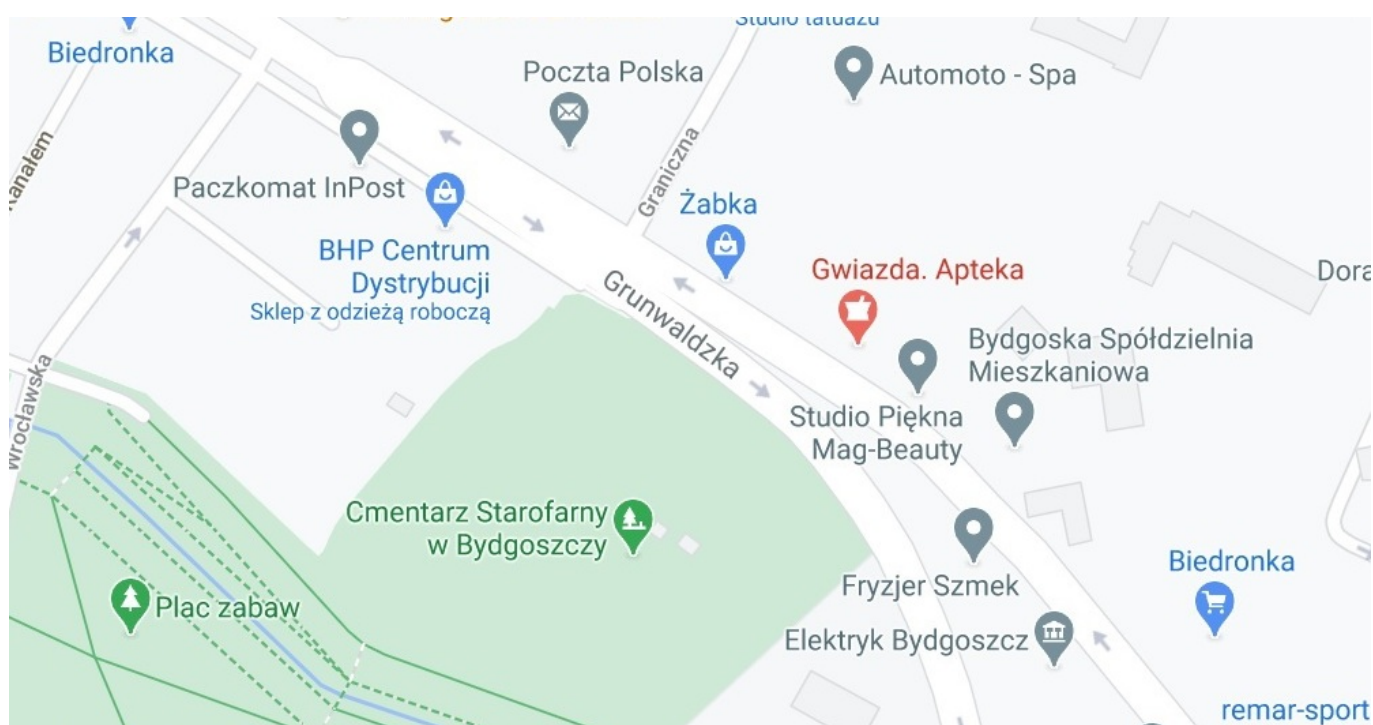 Studio tatuażu
Biedronka
Poczta Polska
Automoto - Spa
Kanałem
Graniczna
Paczkomat InPost
Żabka
BHP Centrum
Dystrybucji
Sklep z odzieżą roboczą
Gwiazda. Apteka
Dora
Grunwaldzka
Bydgoska Spółdzielnia
Mieszkaniowa
Wrocławska
Studio Piękna
Mag-Beauty
Cmentarz Starofarny
w Bydgoszczy
Biedronka
Fryzjer Szmek
Plac zabaw
Elektryk Bydgoszcz
remar-sport